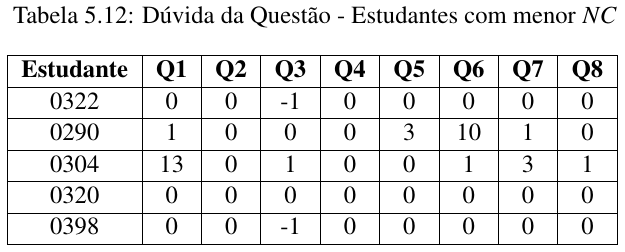 Tabela 5.12: Dúvida da Questão - Estudantes com menor NC
Estudante Q1 Q2 Q3 Q4 Q5 Q6 Q7 Q8
0322 0 0 -1 0 0 0 0 0
0290 1 0 0 0 3 10 1 0
0304 13 0 1 0 0 1 3 1
0320 0 0 0 0 0 0 0 0
0398 0 0 -1 0 0 0 0 0